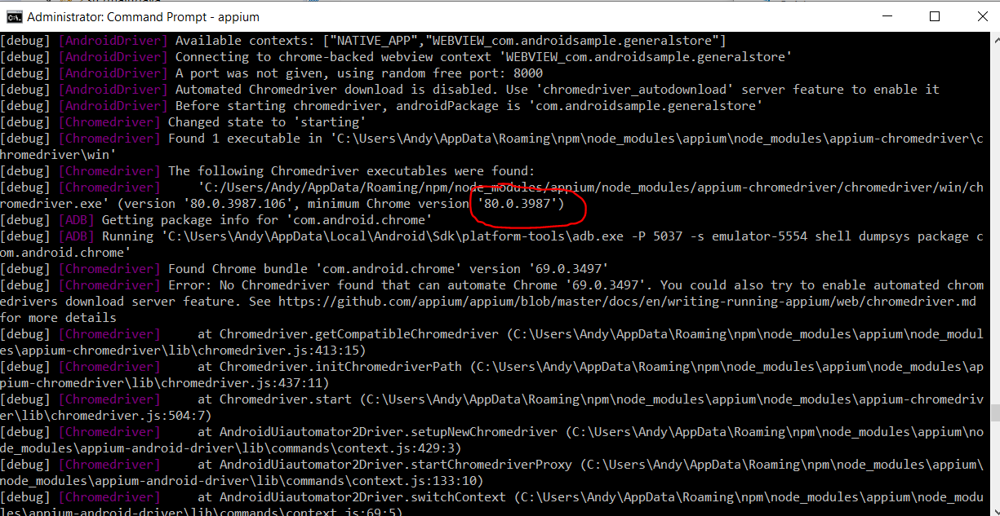 Administrator: Command Prompt - appium
[debug] [AndroidDriver] Available contexts: ["NATIVE_APP","WEBVIEW_com.androidsample.generalstore"]
[debug] [AndroidDriver] Connecting to chrome-backed webview context 'WEBVIEW_com.androidsample.generalstore'
[debug] [AndroidDriver] A port was not given, using random free port: 8000
[debug] [AndroidDriver] Automated Chromedriver download is disabled. Use 'chromedriver_autodownload' server feature to enable it
[debug] [AndroidDriver] Before starting chromedriver, androidPackage is 'com.androidsample.generalstore'
[debug] [Chromedriver] Changed state to 'starting'
[debug] [Chromedriver] Found 1 executable in 'C:\Users\Andy\AppData\Roaming\npm\node_modules\appium\node_modules\appium-chromedriver\c
hromedriver\win'
[debug] [Chromedriver] The following Chromedriver executables were found:
[debug] [Chromedriver]     'C:/Users/Andy/AppData/Roaming/npm/node_modules/appium/node_modules/appium-chromedriver/chromedriver/win/ch
romedriver.exe' (version '80.0.3987.106', minimum Chrome version '80.0.3987')
[debug] [ADB] Getting package info for 'com.android.chrome'
[debug] [ADB] Running 'C:\Users\Andy\AppData\Local\Android\Sdk\platform-tools\adb.exe -P 5037 -s emulator-5554 shell dumpsys package c
om.android.chrome'
[debug] [Chromedriver] Found Chrome bundle 'com.android.chrome' version '69.0.3497'
[debug] [Chromedriver] Error: No Chromedriver found that can automate Chrome '69.0.3497'. You could also try to enable automated chrom
edrivers download server feature. See https://github.com/appium/appium/blob/master/docs/en/writing-running-appium/web/chromedriver.md
for more details
[debug] [Chromedriver]     at Chromedriver.getCompatibleChromedriver (C:\Users\Andy\AppData\Roaming\npm\node_modules\appium\node_modul
es\appium-chromedriver\lib\chromedriver.js:413:15)
[debug] [Chromedriver]     at Chromedriver.initChromedriverPath (C:\Users\Andy\AppData\Roaming\npm\node_modules\appium\node_modules\ap
pium-chromedriver\lib\chromedriver.js:437:11)
[debug] [Chromedriver]     at Chromedriver.start (C:\Users\Andy\AppData\Roaming\npm\node_modules\appium\node_modules\appium-chromedriv
er\lib\chromedriver.js:504:7)
[debug] [Chromedriver]     at AndroidUiautomator2Driver.setupNewChromedriver (C:\Users\Andy\AppData\Roaming\npm\node_modules\appium\no
de_modules\appium-android-driver\lib\commands\context.js:429:3)
[debug] [Chromedriver]     at AndroidUiautomator2Driver.startChromedriverProxy (C:\Users\Andy\AppData\Roaming\npm\node_modules\appium\
node_modules\appium-android-driver\lib\commands\context.js:133:10)
[debug] [Chromedriver]     at AndroidUiautomator2Driver.switchContext (C:\Users\Andy\AppData\Roaming\npm\node_modules\appium\node_modu
les\appium-android-driver\lib\commands\context.js:69:5)